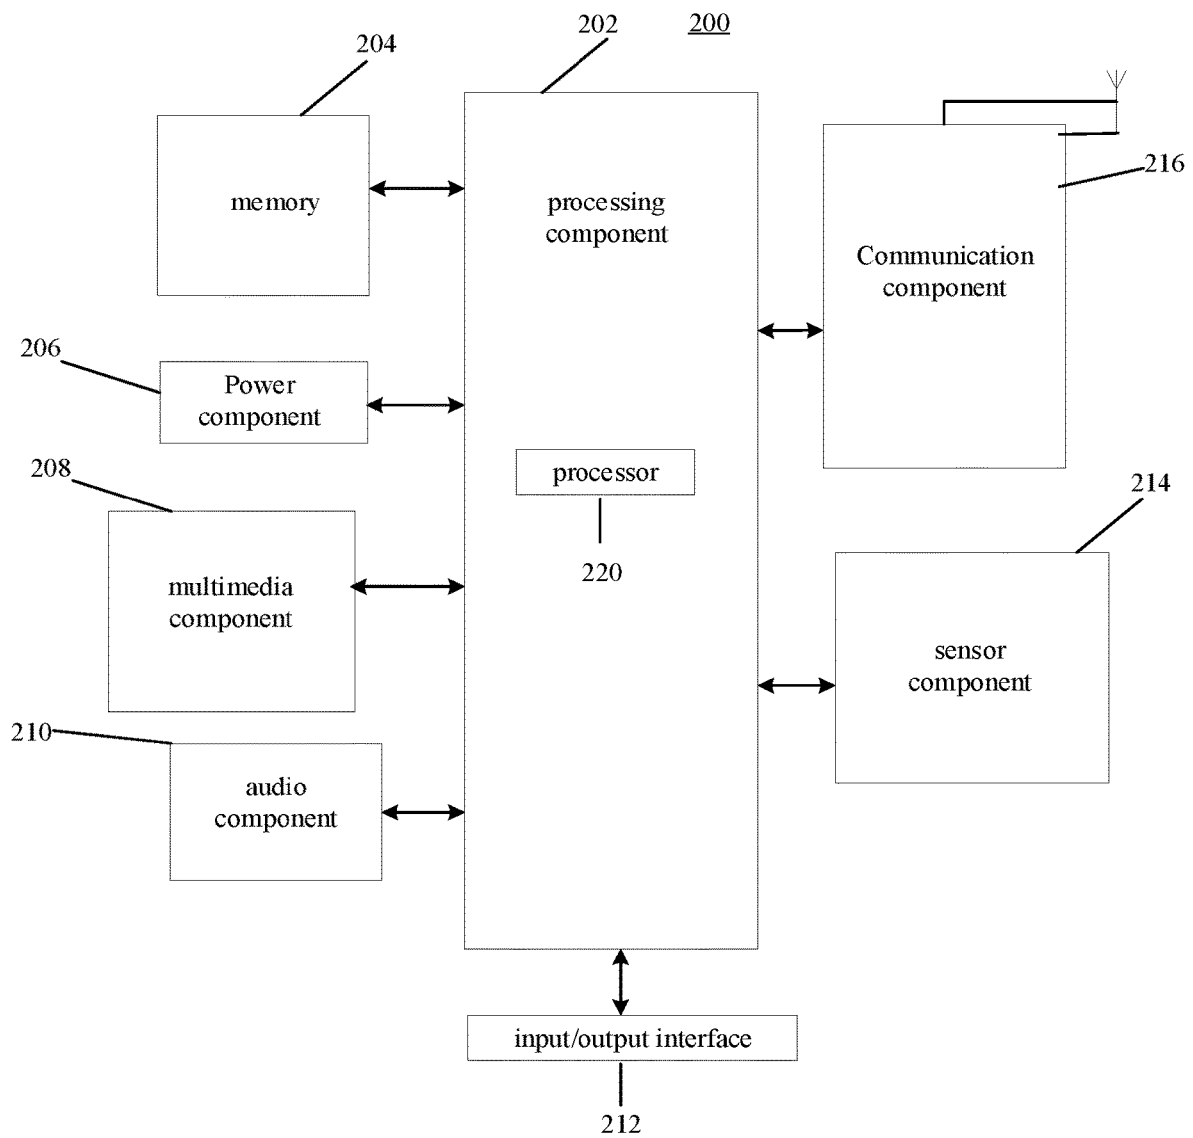 202
200
204
memory
processing
component
216
Communication
component
206
Power
component
208
processor
214
220
multimedia
component
sensor
component
210
audio
component
input/output interface
212